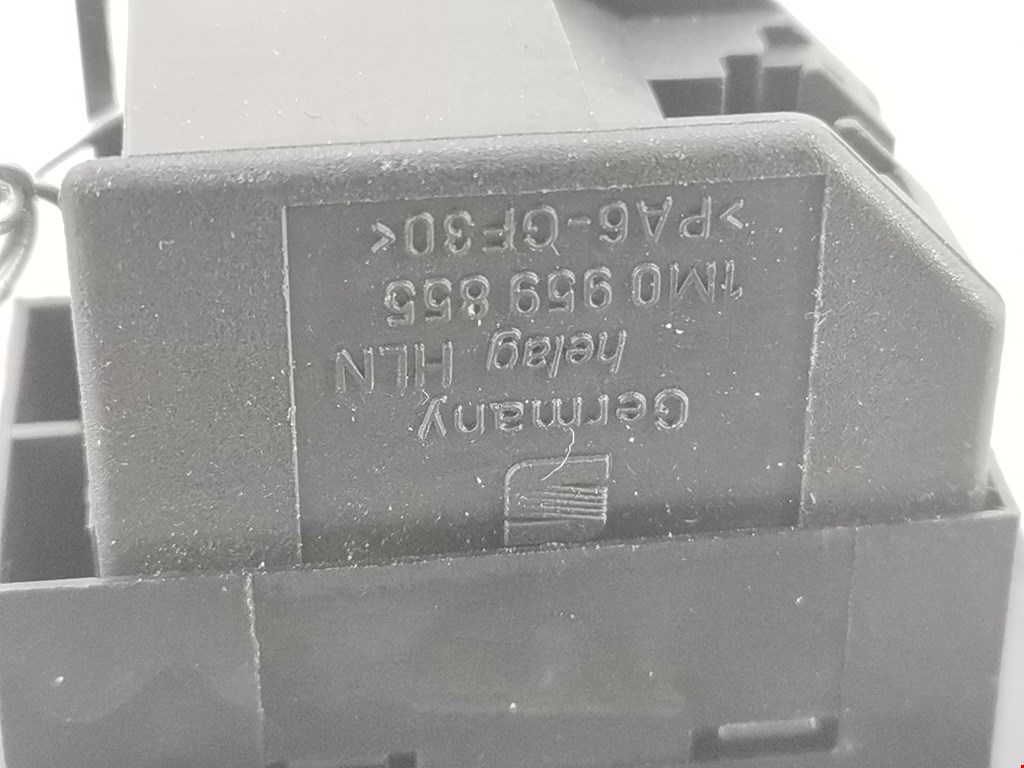 >PA6-GF30<
1M0 959 855
helag HLN
Germany